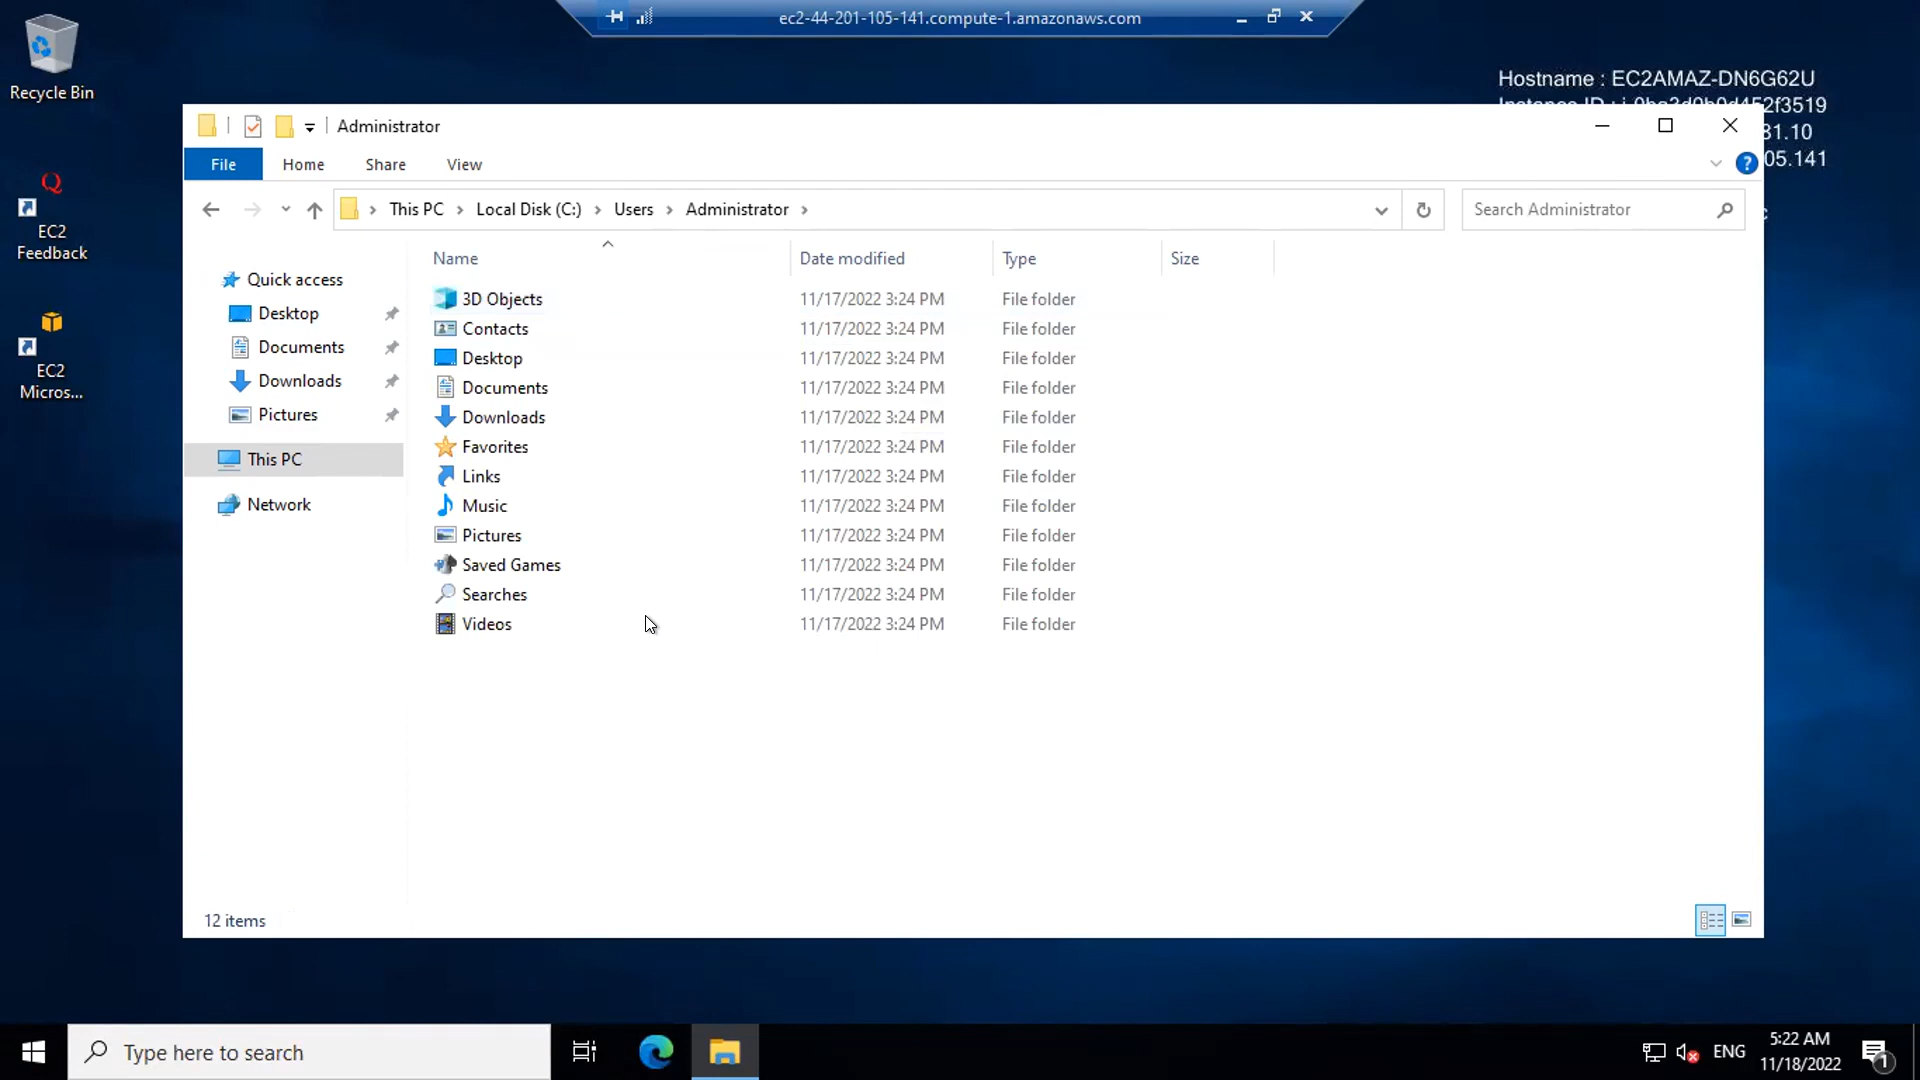 ec2-44-201-105-141.compute-1.amazonaws.com
Recycle Bin
EC2
Feedback
EC2
Micros...
Hostname : EC2AMAZ-DN6G62U
2f3519
31.10
05.141
Administrator
File Home Share View
This PC > Local Disk (C:) > Users > Administrator >
Search Administrator
Quick access
Desktop
Documents
Downloads
Pictures
This PC
Network
Name Date modified Type Size
3D Objects 11/17/2022 3:24 PM File folder
Contacts 11/17/2022 3:24 PM File folder
Desktop 11/17/2022 3:24 PM File folder
Documents 11/17/2022 3:24 PM File folder
Downloads 11/17/2022 3:24 PM File folder
Favorites 11/17/2022 3:24 PM File folder
Links 11/17/2022 3:24 PM File folder
Music 11/17/2022 3:24 PM File folder
Pictures 11/17/2022 3:24 PM File folder
Saved Games 11/17/2022 3:24 PM File folder
Searches 11/17/2022 3:24 PM File folder
Videos 11/17/2022 3:24 PM File folder
12 items
Type here to search
ENG
5:22 AM
11/18/2022
1